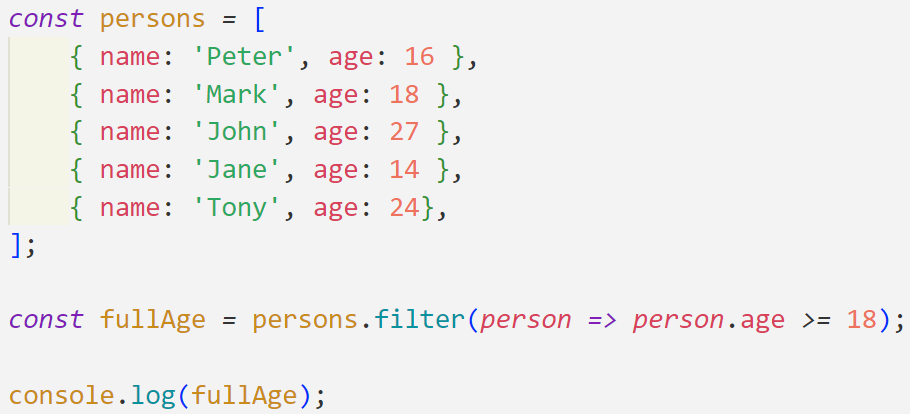 const persons = [
    { name: 'Peter', age: 16 },
    { name: 'Mark', age: 18 },
    { name: 'John', age: 27 },
    { name: 'Jane', age: 14 },
    { name: 'Tony', age: 24},
];

const fullAge = persons.filter(person => person.age >= 18);

console.log(fullAge);